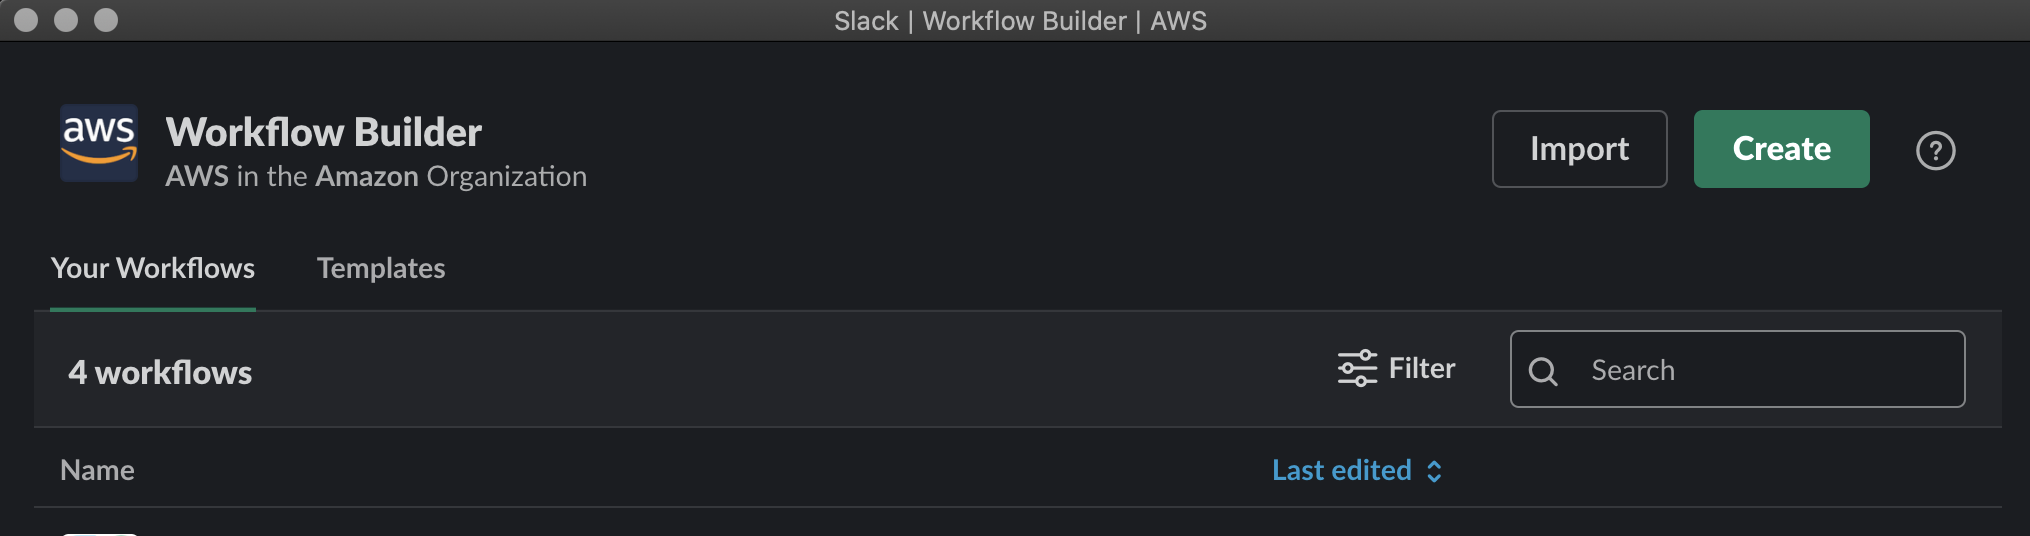 Slack | Workflow Builder | AWS
aws
Workflow Builder
AWS in the Amazon Organization
Import
Create
?
Your Workflows
Templates
4 workflows
Filter
Search
Name
Last edited